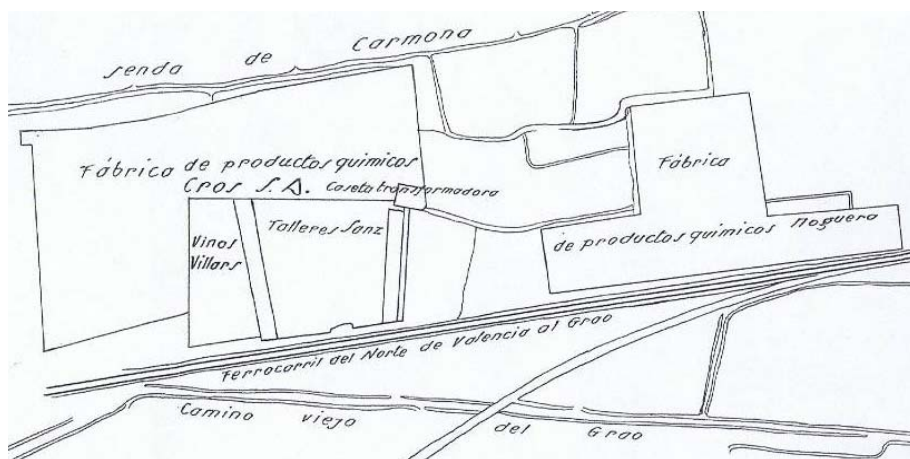 senda de Carmona
Fábrica de productos quimicos
Cros S.A.
Caseta transformadora
Vinos
Villars
Talleres Sanz
Fábrica
de productos quimicos Noguera
Ferrocarril del Norte de Valencia al Grao
Camino viejo del Grao